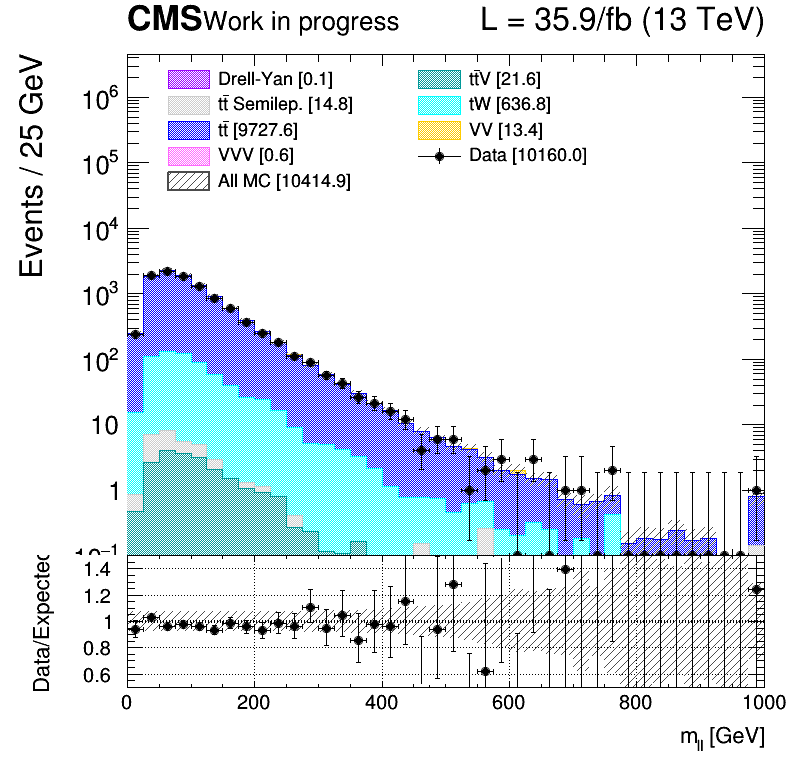 CMS Work in progress L = 35.9/fb (13 TeV)
Events / 25 GeV
Drell-Yan [0.1]
tt̄ Semilep. [14.8]
tt̄ [9727.6]
VVV [0.6]
All MC [10414.9]
tt̄V [21.6]
tW [636.8]
VV [13.4]
Data [10160.0]
10⁶
10⁵
10⁴
10³
10²
10
1
10⁻¹
Data/Expected
1.4
1.2
1
0.8
0.6
0 200 400 600 800 1000
m_ll [GeV]